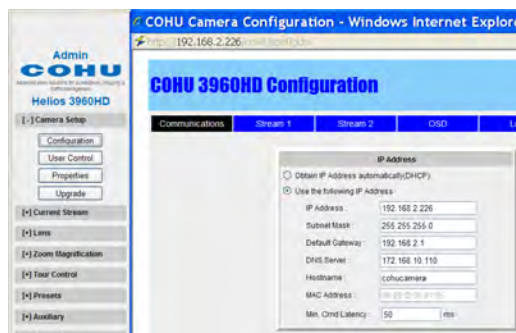 COHU Camera Configuration - Windows Internet Explor
192.168.2.226
Admin
COHU
Helios 3960HD
[-] Camera Setup
Configuration
User Control
Properties
Upgrade
[+] Current Stream
[+] Lens
[+] Zoom Magnification
[+] Tour Control
[+] Presets
[+] Auxiliary
COHU 3960HD Configuration
Communications Stream 1 Stream 2 OSD
IP Address
Obtain IP Address automatically(DHCP)
Use the following IP Address
IP Address : 192.168.2.226
Subnet Mask : 255.255.255.0
Default Gateway : 192.168.2.1
DNS Server : 172.168.10.110
Hostname : cohucamera
MAC Address :
Min. Cmd Latency : 50 ms